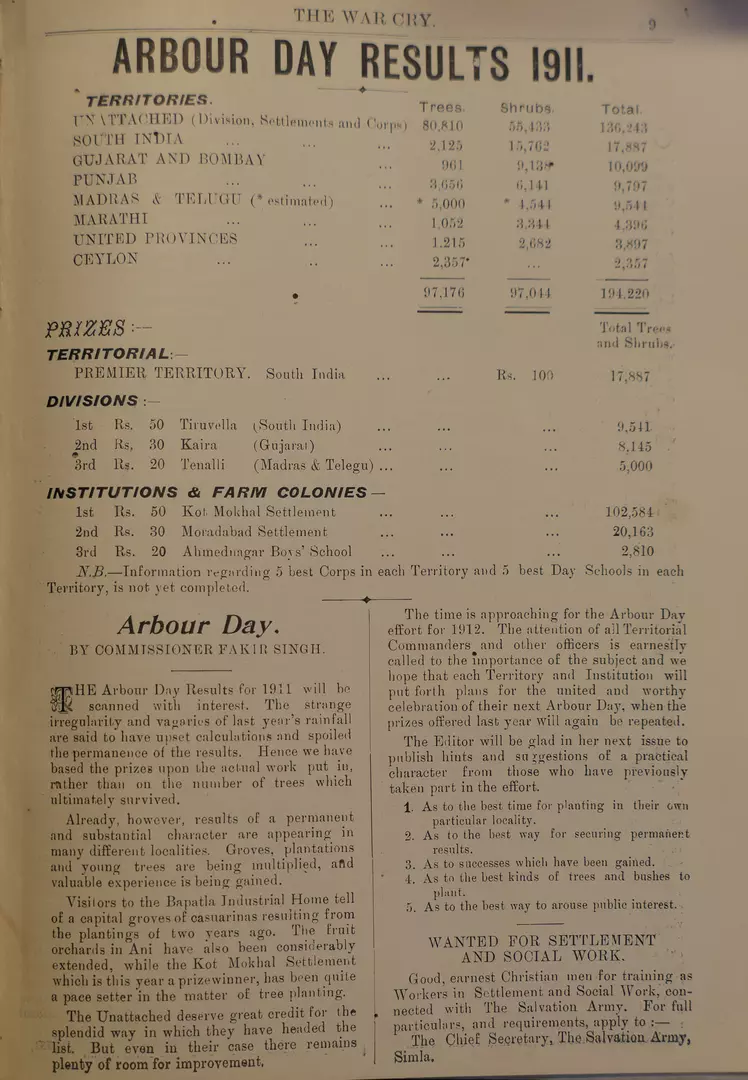 THE WAR CRY.
9
ARBOUR DAY RESULTS 1911.
TERRITORIES. Trees. Shrubs. Total.
UNATTACHED (Division, Settlements and Corps) 80,810 55,433 136,243
SOUTH INDIA ... ... ... 2,125 15,762 17,887
GUJARAT AND BOMBAY ... 961 9,138 10,099
PUNJAB ... ... ... 3,656 6,141 9,797
MADRAS & TELUGU (* estimated) ... * 5,000 * 4,544 9,544
MARATHI ... ... ... 1,052 3,344 4,396
UNITED PROVINCES ... ... 1.215 2,682 3,897
CEYLON ... .. ... 2,357 ... 2,357
97,176 97,044 194,220
PRIZES :—
Total Trees
and Shrubs.
TERRITORIAL:—
PREMIER TERRITORY. South India ... ... Rs. 100 17,887
DIVISIONS :—
1st Rs. 50 Tiruvella (South India) ... ... ... 9,541
2nd Rs, 30 Kaira (Gujarat) ... ... ... 8,145
3rd Rs. 20 Tenalli (Madras & Telegu) ... ... ... 5,000
INSTITUTIONS & FARM COLONIES —
1st Rs. 50 Kot Mokhal Settlement ... ... ... 102,584
2nd Rs. 30 Moradabad Settlement ... ... ... 20,163
3rd Rs. 20 Ahmednagar Boys' School ... ... ... 2,810
N.B.—Information regarding 5 best Corps in each Territory and 5 best Day Schools in each
Territory, is not yet completed.
Arbour Day.
BY COMMISSIONER FAKIR SINGH.
THE Arbour Day Results for 1911 will be
scanned with interest. The strange
irregularity and vagaries of last year's rainfall
are said to have upset calculations and spoiled
the permanence of the results. Hence we have
based the prizes upon the actual work put in,
rather than on the number of trees which
ultimately survived.
Already, however, results of a permanent
and substantial character are appearing in
many different localities. Groves, plantations
and young trees are being multiplied, and
valuable experience is being gained.
Visitors to the Bapatla Industrial Home tell
of a capital groves of casuarinas resulting from
the plantings of two years ago. The fruit
orchards in Ani have also been considerably
extended, while the Kot Mokhal Settlement
which is this year a prizewinner, has been quite
a pace setter in the matter of tree planting.
The Unattached deserve great credit for the
splendid way in which they have headed the
list. But even in their case there remains
plenty of room for improvement.
The time is approaching for the Arbour Day
effort for 1912. The attention of all Territorial
Commanders and other officers is earnestly
called to the importance of the subject and we
hope that each Territory and Institution will
put forth plans for the united and worthy
celebration of their next Arbour Day, when the
prizes offered last year will again be repeated.
The Editor will be glad in her next issue to
publish hints and suggestions of a practical
character from those who have previously
taken part in the effort.
1. As to the best time for planting in their own
particular locality.
2. As to the best way for securing permanent
results.
3. As to successes which have been gained.
4. As to the best kinds of trees and bushes to
plant.
5. As to the best way to arouse public interest.
WANTED FOR SETTLEMENT
AND SOCIAL WORK.
Good, earnest Christian men for training as
Workers in Settlement and Social Work, con-
nected with The Salvation Army. For full
particulars, and requirements, apply to :—
The Chief Secretary, The Salvation Army,
Simla.